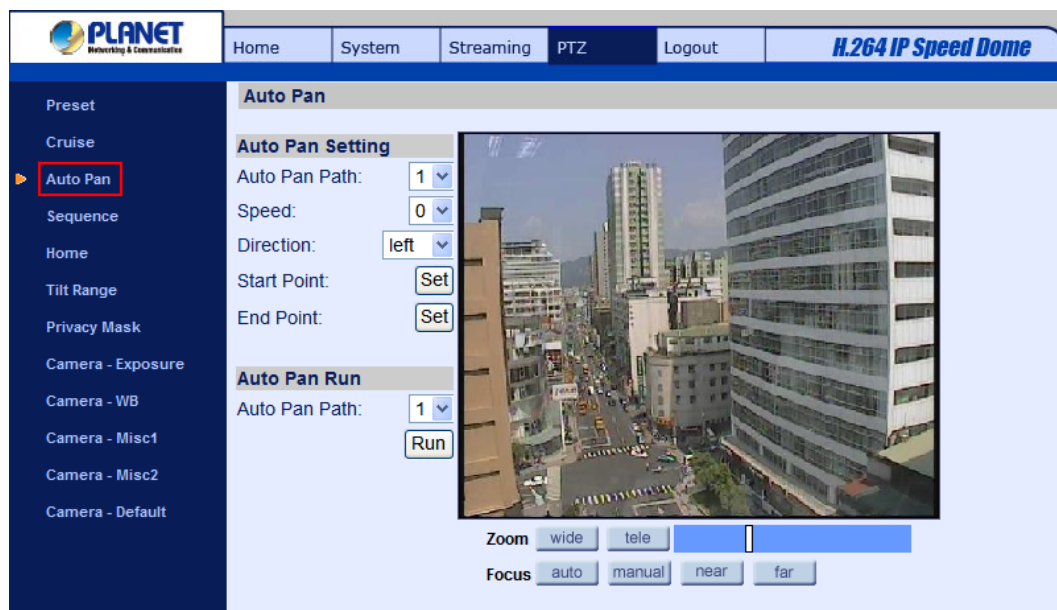 PLANET
Networking & Communication
Home System Streaming PTZ Logout H.264 IP Speed Dome
Preset
Cruise
Auto Pan
Sequence
Home
Tilt Range
Privacy Mask
Camera - Exposure
Camera - WB
Camera - Misc1
Camera - Misc2
Camera - Default
Auto Pan
Auto Pan Setting
Auto Pan Path: 1
Speed: 0
Direction: left
Start Point: Set
End Point: Set
Auto Pan Run
Auto Pan Path: 1
Run
Zoom wide tele
Focus auto manual near far